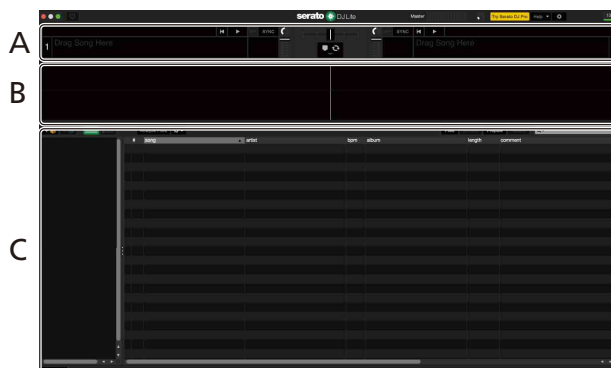 serato DJ Lite Master Try Serato DJ Pro Help
A
SYNC SYNC
1 Drag Song Here Drag Song Here
B
C
# song artist bpm album length comment